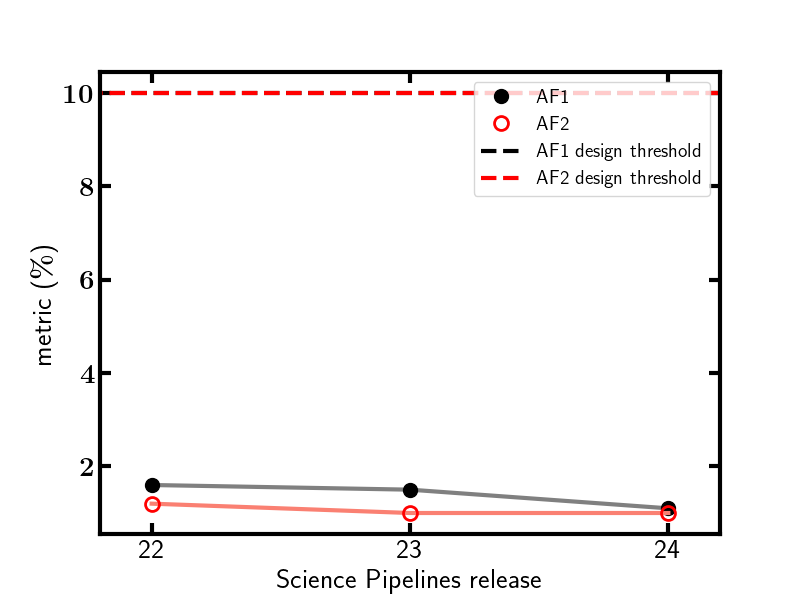 10
8
6
4
2
metric (%)
AF1
AF2
AF1 design threshold
AF2 design threshold
22 23 24
Science Pipelines release